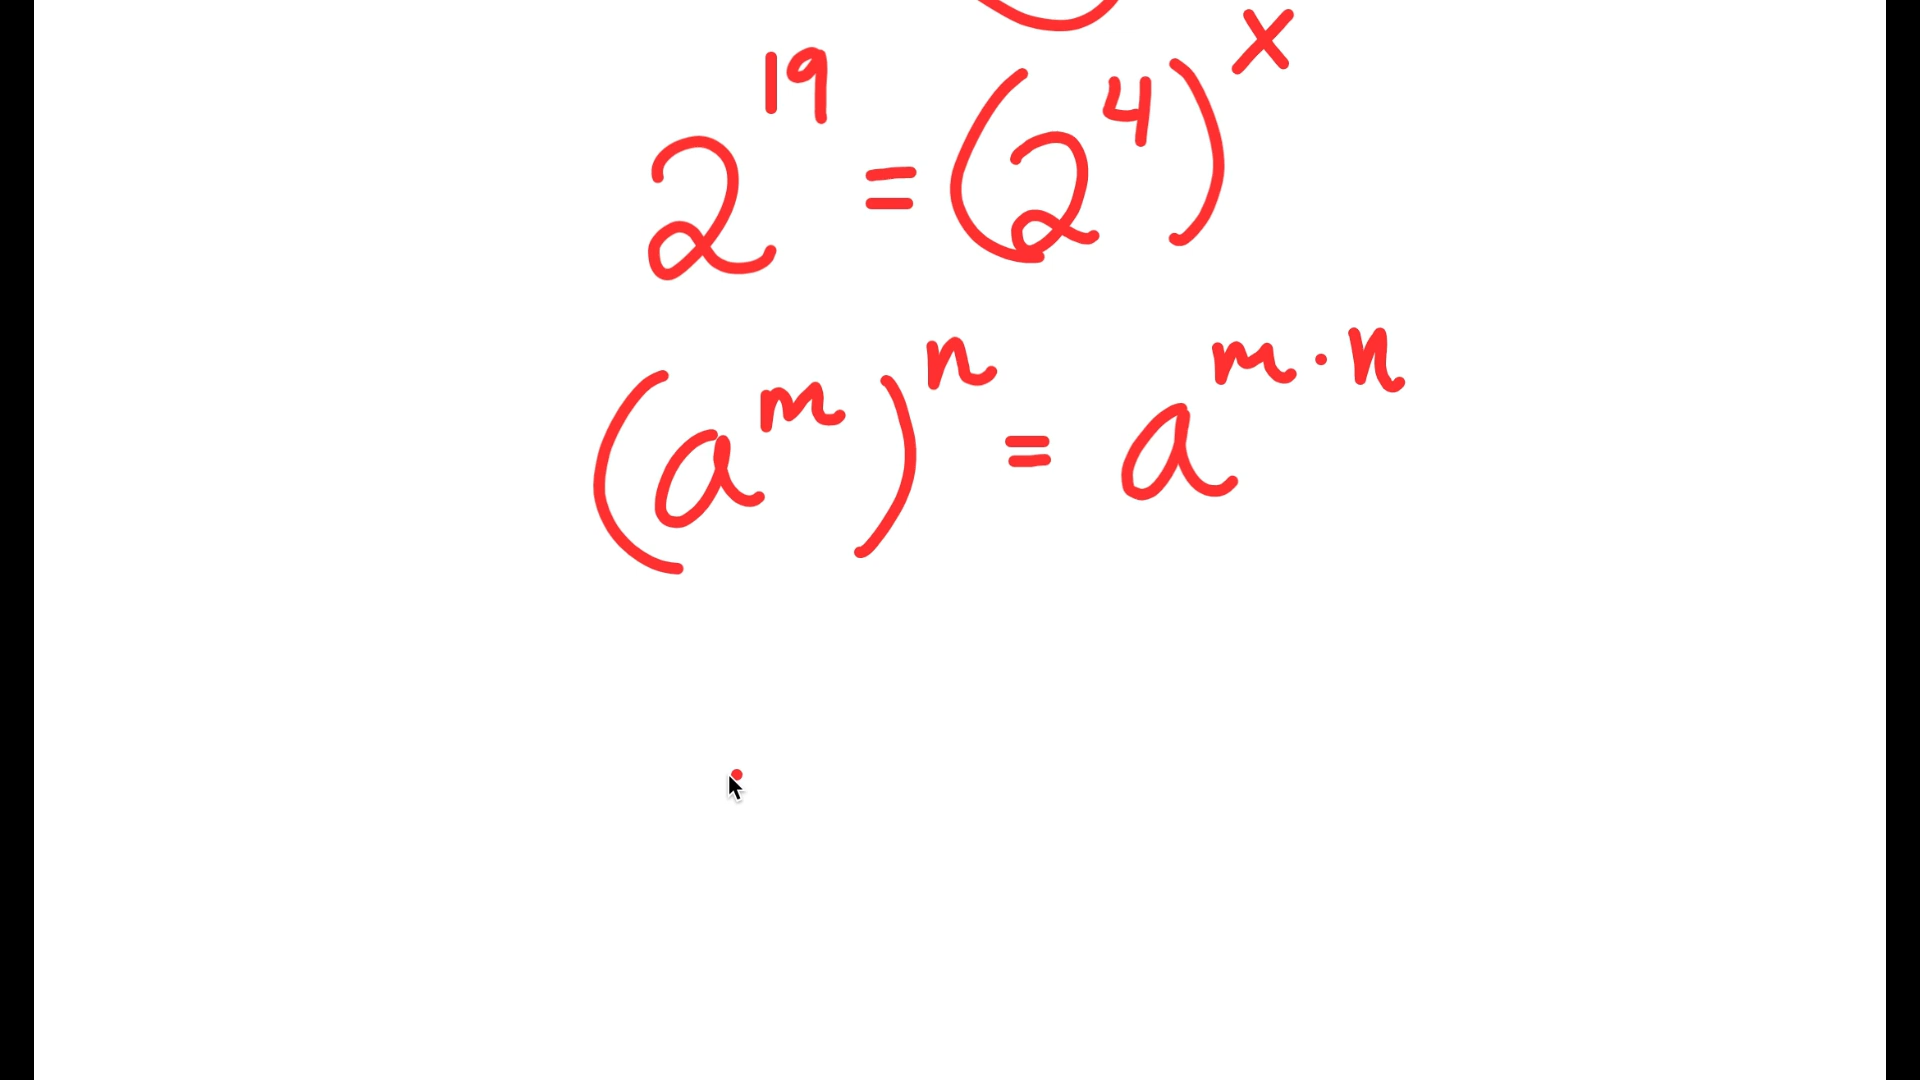 2^19 = (2^4)^x
(a^m)^n = a^m·n